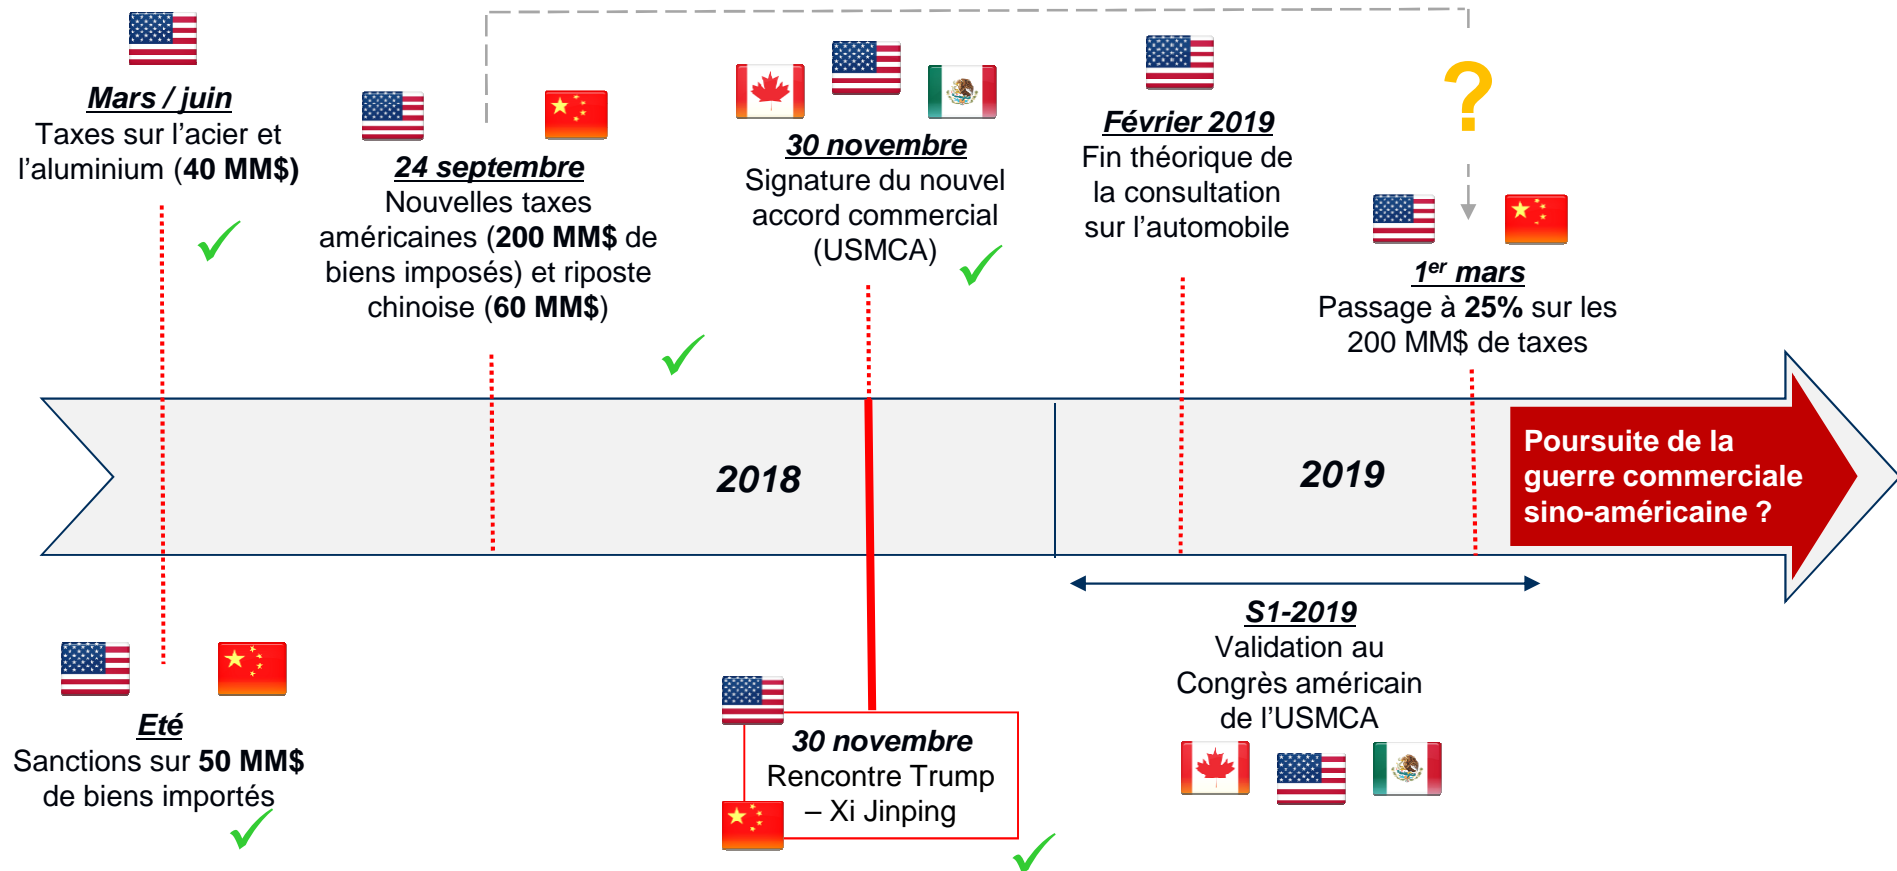 Mars / juin
Taxes sur l’acier et
l’aluminium (40 MM$)
24 septembre
Nouvelles taxes
américaines (200 MM$ de
biens imposés) et riposte
chinoise (60 MM$)
30 novembre
Signature du nouvel
accord commercial
(USMCA)
Février 2019
Fin théorique de
la consultation
sur l’automobile
?
1er mars
Passage à 25% sur les
200 MM$ de taxes
2018
2019
Poursuite de la
guerre commerciale
sino-américaine ?
Eté
Sanctions sur 50 MM$
de biens importés
30 novembre
Rencontre Trump
– Xi Jinping
S1-2019
Validation au
Congrès américain
de l’USMCA